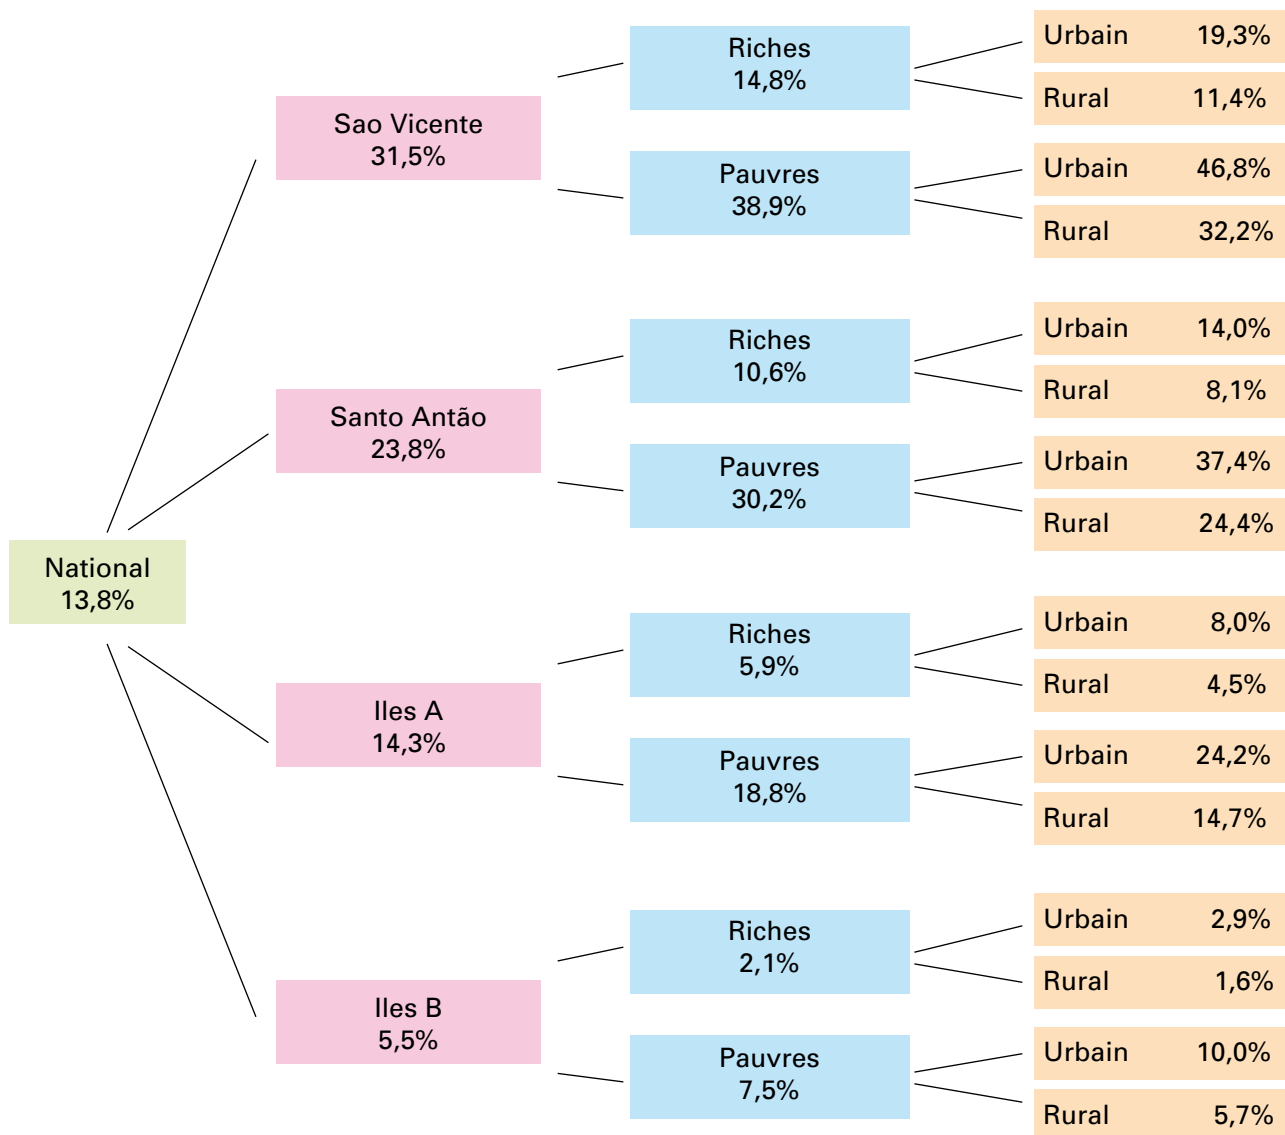 National
13,8%
Sao Vicente
31,5%
Riches
14,8%
Urbain 19,3%
Rural 11,4%
Pauvres
38,9%
Urbain 46,8%
Rural 32,2%
Santo Antão
23,8%
Riches
10,6%
Urbain 14,0%
Rural 8,1%
Pauvres
30,2%
Urbain 37,4%
Rural 24,4%
Iles A
14,3%
Riches
5,9%
Urbain 8,0%
Rural 4,5%
Pauvres
18,8%
Urbain 24,2%
Rural 14,7%
Iles B
5,5%
Riches
2,1%
Urbain 2,9%
Rural 1,6%
Pauvres
7,5%
Urbain 10,0%
Rural 5,7%